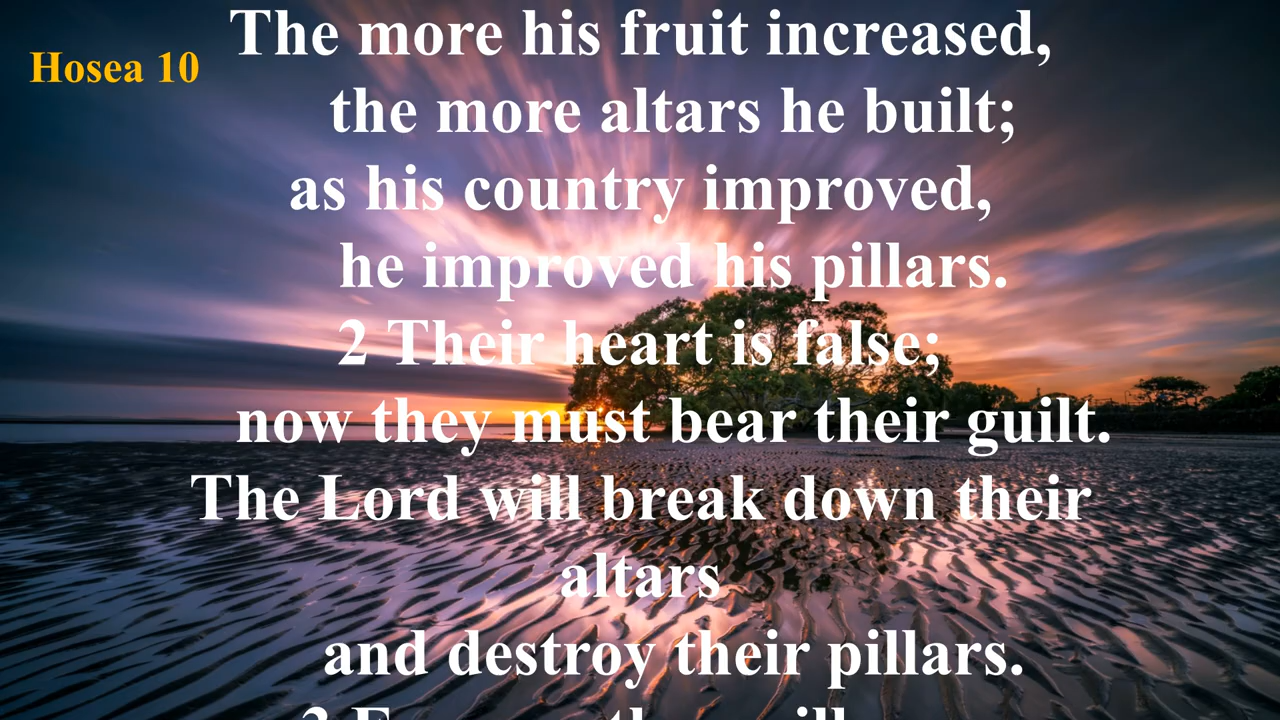 The more his fruit increased,
Hosea 10
the more altars he built;
as his country improved,
he improved his pillars.
2 Their heart is false;
now they must bear their guilt.
The Lord will break down their
altars
and destroy their pillars.